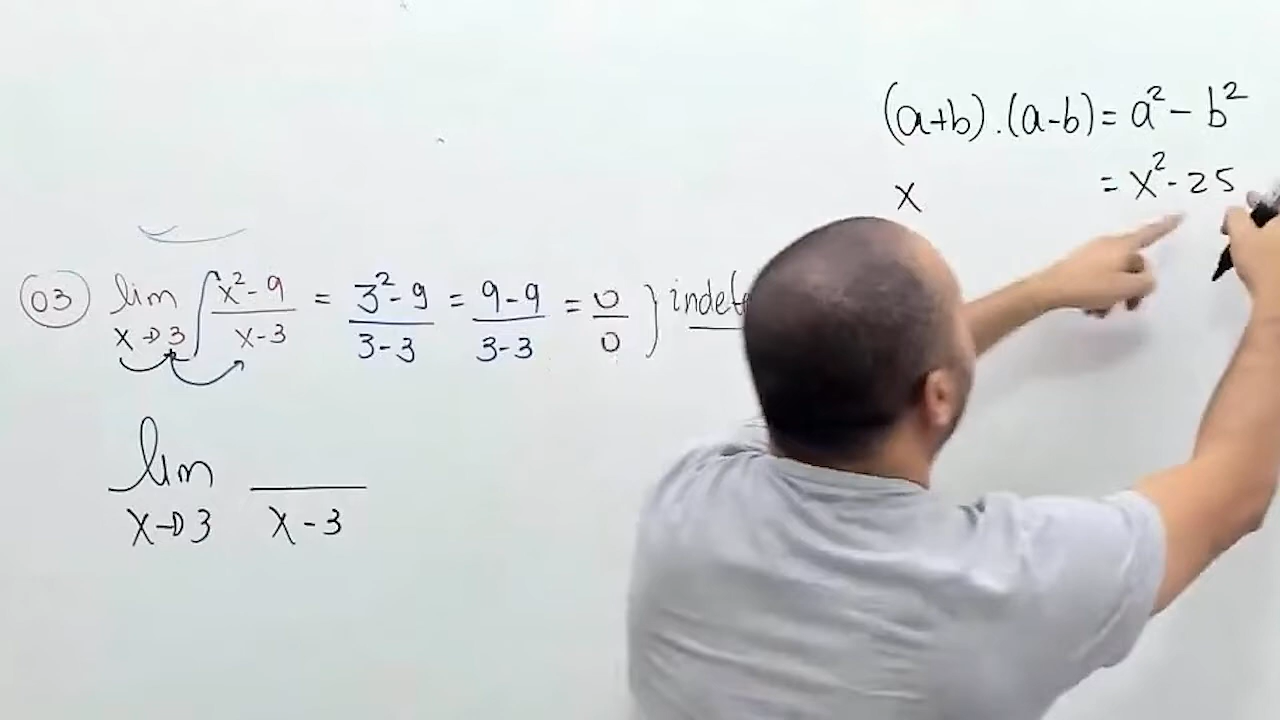 (a+b).(a-b)= a² - b²
x = x² - 25
03 lim x→3 x² - 9 / x - 3 = 3² - 9 / 3 - 3 = 9 - 9 / 3 - 3 = 0 / 0 }
lim x→3 / x - 3